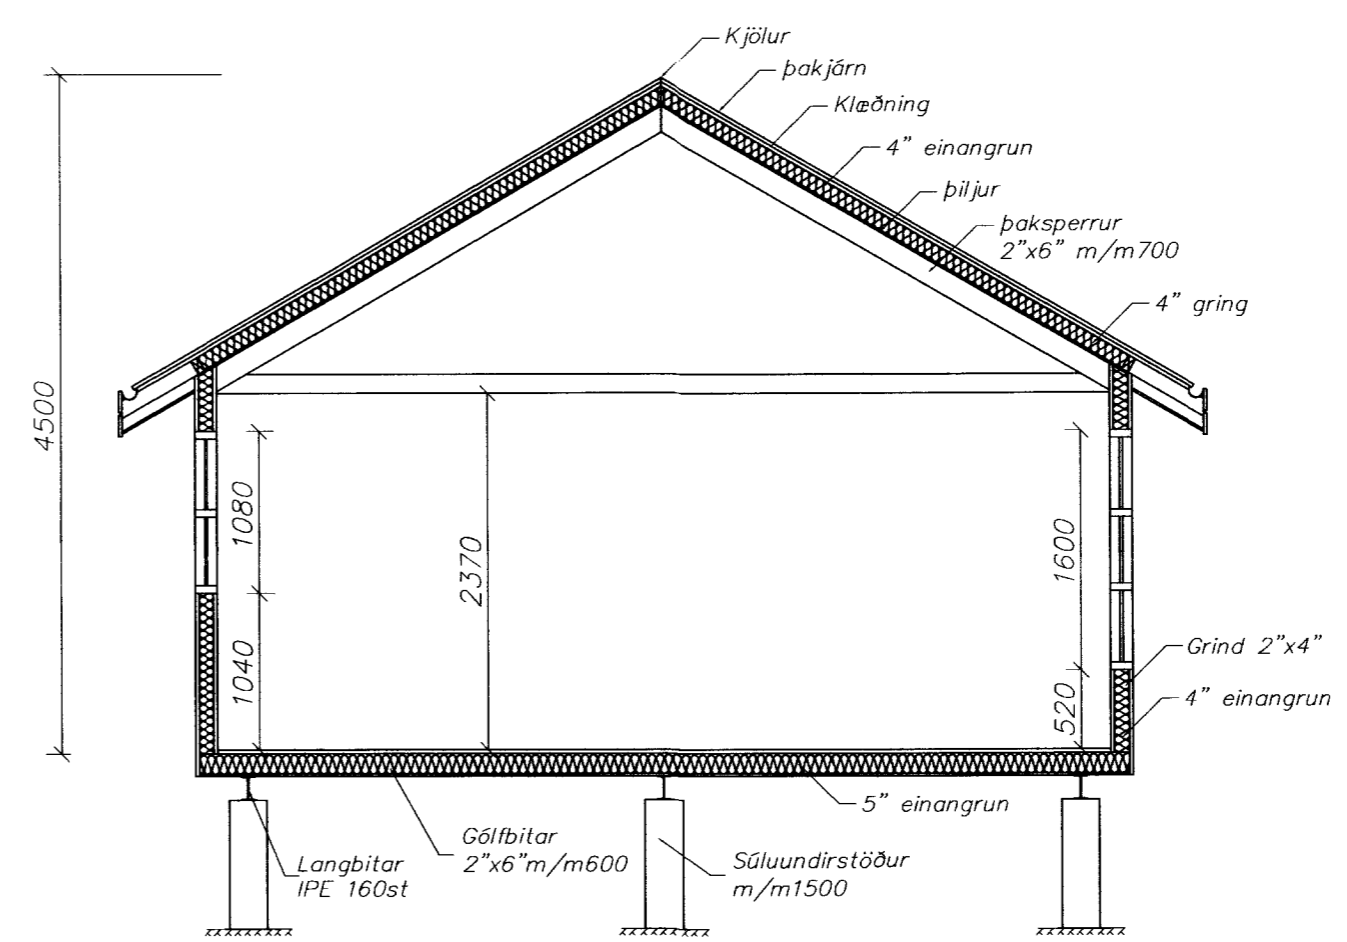 Kjölur
þakjárn
Klæðning
4" einangrun
þiljur
þaksperrur
2"x6" m/m700
4" gring
4500
1080
2370
1600
1040
520
Grind 2"x4"
4" einangrun
5" einangrun
Gólfbitar
2"x6"m/m600
Langbitar
IPE 160st
Súluundirstöður
m/m1500